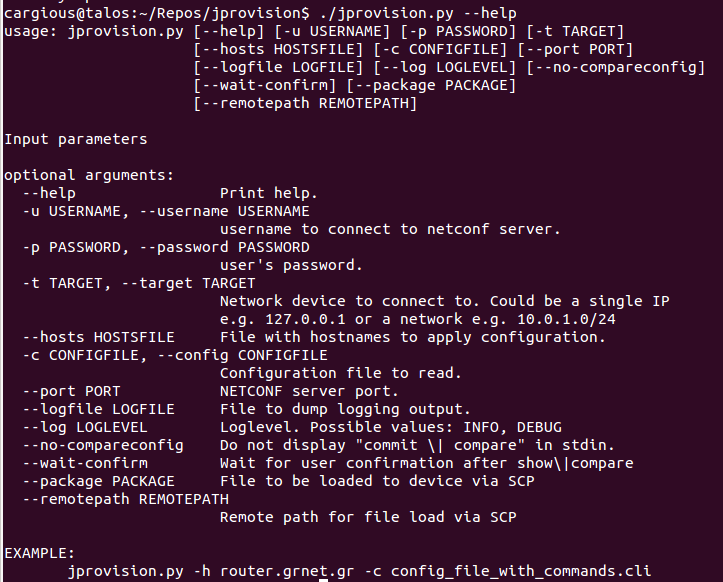 cargious@talos:~/Repos/jprovision$ ./jprovision.py --help
usage: jprovision.py [--help] [-u USERNAME] [-p PASSWORD] [-t TARGET]
                     [--hosts HOSTSFILE] [-c CONFIGFILE] [--port PORT]
                     [--logfile LOGFILE] [--log LOGLEVEL] [--no-compareconfig]
                     [--wait-confirm] [--package PACKAGE]
                     [--remotepath REMOTEPATH]

Input parameters

optional arguments:
  --help                Print help.
  -u USERNAME, --username USERNAME
                        username to connect to netconf server.
  -p PASSWORD, --password PASSWORD
                        user's password.
  -t TARGET, --target TARGET
                        Network device to connect to. Could be a single IP
                        e.g. 127.0.0.1 or a network e.g. 10.0.1.0/24
  --hosts HOSTSFILE     File with hostnames to apply configuration.
  -c CONFIGFILE, --config CONFIGFILE
                        Configuration file to read.
  --port PORT           NETCONF server port.
  --logfile LOGFILE     File to dump logging output.
  --log LOGLEVEL        Loglevel. Possible values: INFO, DEBUG
  --no-compareconfig    Do not display "commit \| compare" in stdin.
  --wait-confirm        Wait for user confirmation after show\|compare
  --package PACKAGE     File to be loaded to device via SCP
  --remotepath REMOTEPATH
                        Remote path for file load via SCP

EXAMPLE:
       jprovision.py -h router.grnet.gr -c config_file_with_commands.cli